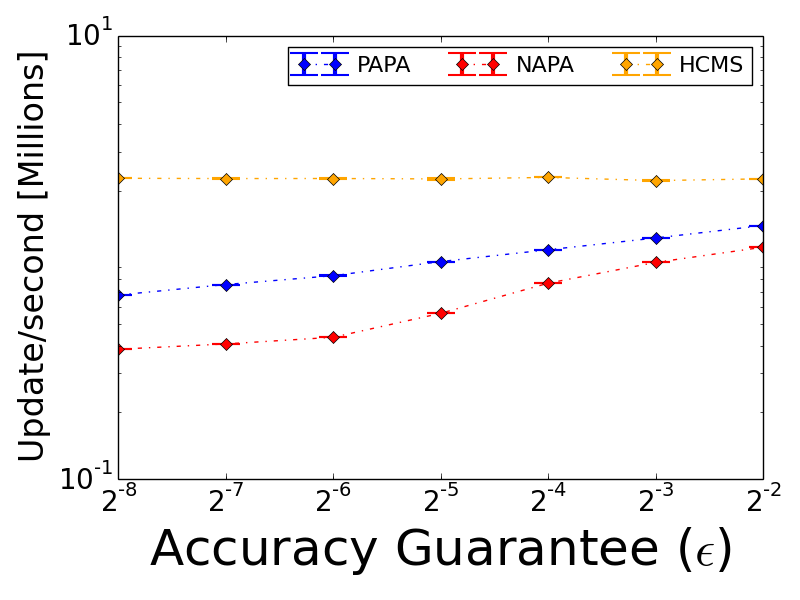 10^1
PAPA NAPA HCMS
Update/second [Millions]
10^-1
2^-8 2^-7 2^-6 2^-5 2^-4 2^-3 2^-2
Accuracy Guarantee (ϵ)